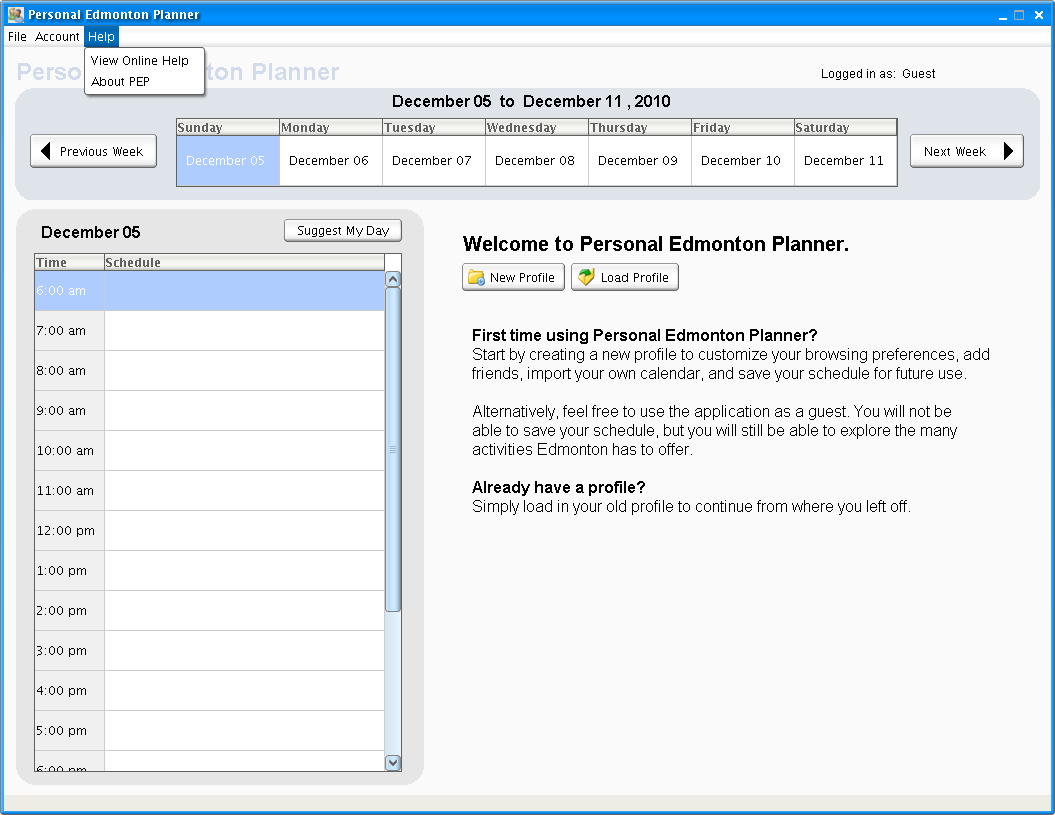 Personal Edmonton Planner
File Account Help
View Online Help
About PEP
Perso ton Planner
Logged in as: Guest
December 05 to December 11 , 2010
Previous Week
Sunday Monday Tuesday Wednesday Thursday Friday Saturday
December 05 December 06 December 07 December 08 December 09 December 10 December 11
Next Week
December 05
Suggest My Day
Time Schedule
6:00 am
7:00 am
8:00 am
9:00 am
10:00 am
11:00 am
12:00 pm
1:00 pm
2:00 pm
3:00 pm
4:00 pm
5:00 pm
6:00 pm
Welcome to Personal Edmonton Planner.
New Profile Load Profile
First time using Personal Edmonton Planner?
Start by creating a new profile to customize your browsing preferences, add
friends, import your own calendar, and save your schedule for future use.
Alternatively, feel free to use the application as a guest. You will not be
able to save your schedule, but you will still be able to explore the many
activities Edmonton has to offer.
Already have a profile?
Simply load in your old profile to continue from where you left off.